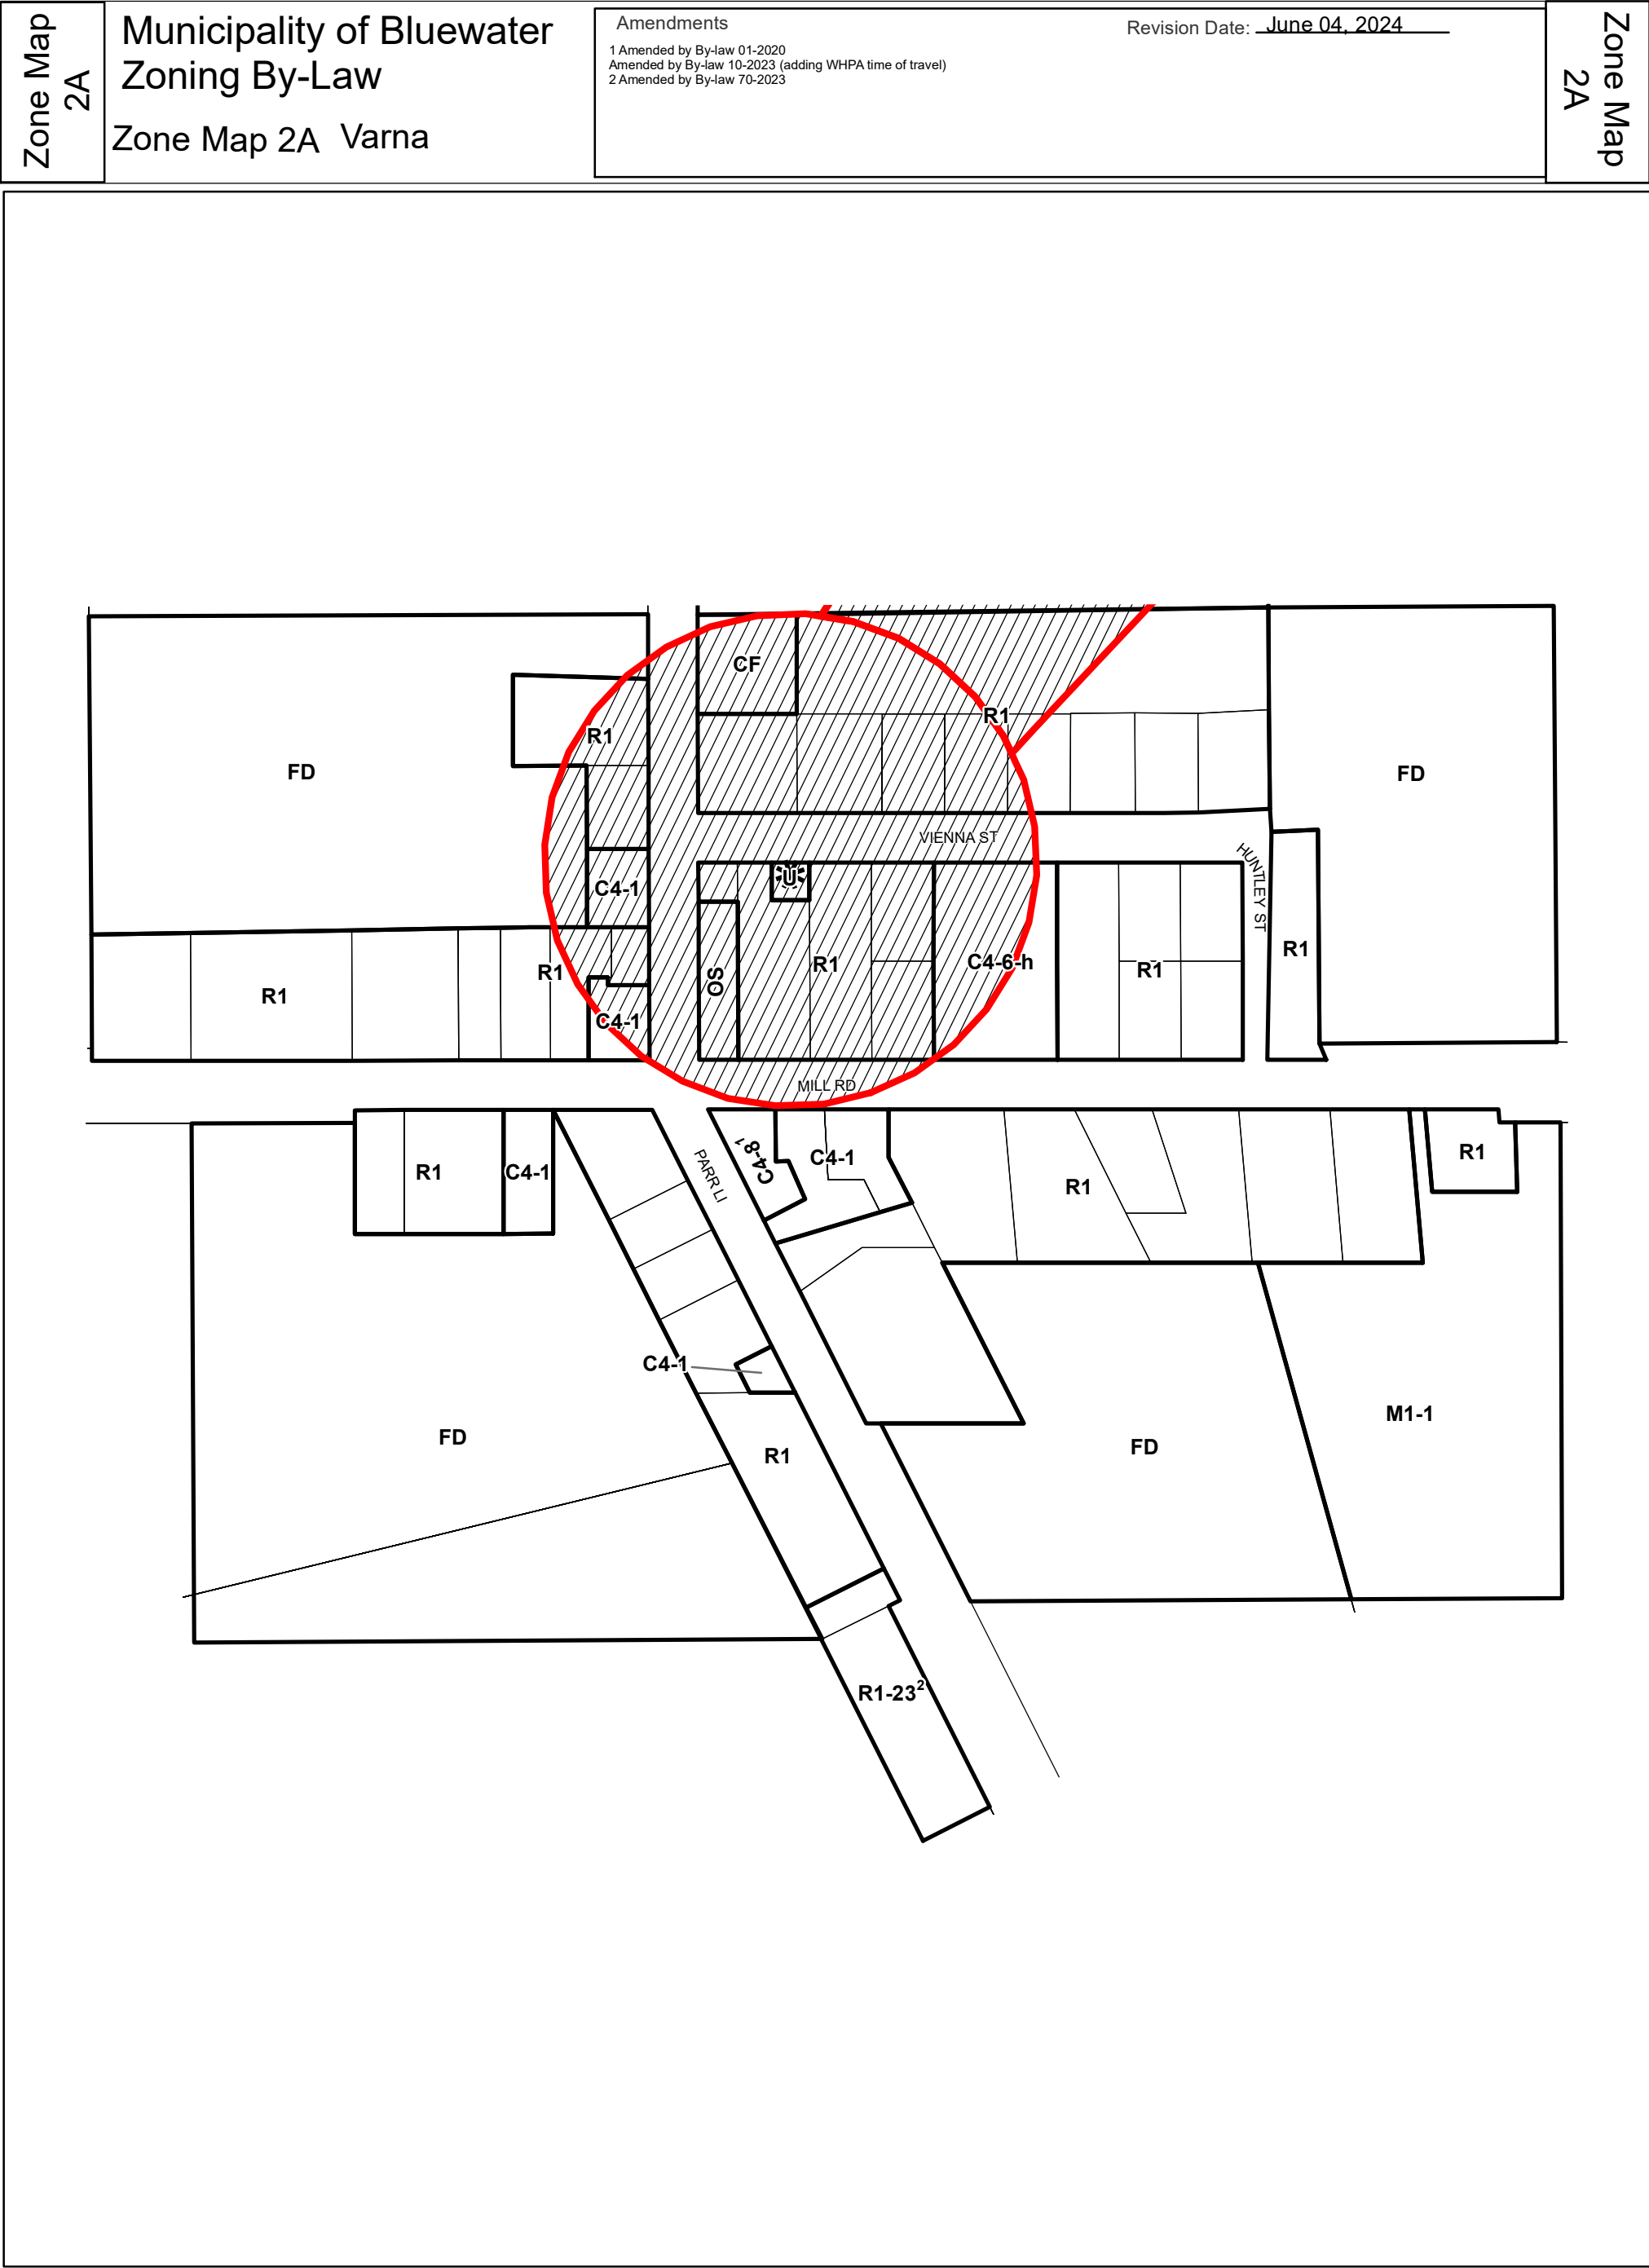 Zone Map
2A
Municipality of Bluewater
Zoning By-Law
Zone Map 2A Varna
Amendments
1 Amended by By-law 01-2020
Amended by By-law 10-2023 (adding WHPA time of travel)
2 Amended by By-law 70-2023
Revision Date: June 04, 2024
Zone Map
2A
CF
R1
R1
FD
FD
VIENNA ST
HUNTLEY ST
U
C4-1
R1
R1
OS
R1
C4-6-h
R1
R1
C4-1
MILL RD
C4-8¹
C4-1
PARR LI
R1
C4-1
R1
R1
C4-1
FD
R1
FD
M1-1
R1-23²